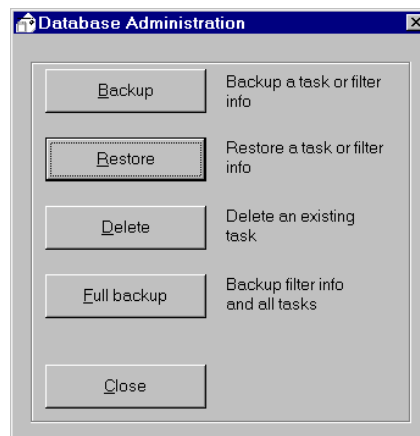 Database Administration
Backup
Backup a task or filter
info
Restore
Restore a task or filter
info
Delete
Delete an existing
task
Full backup
Backup filter info
and all tasks
Close